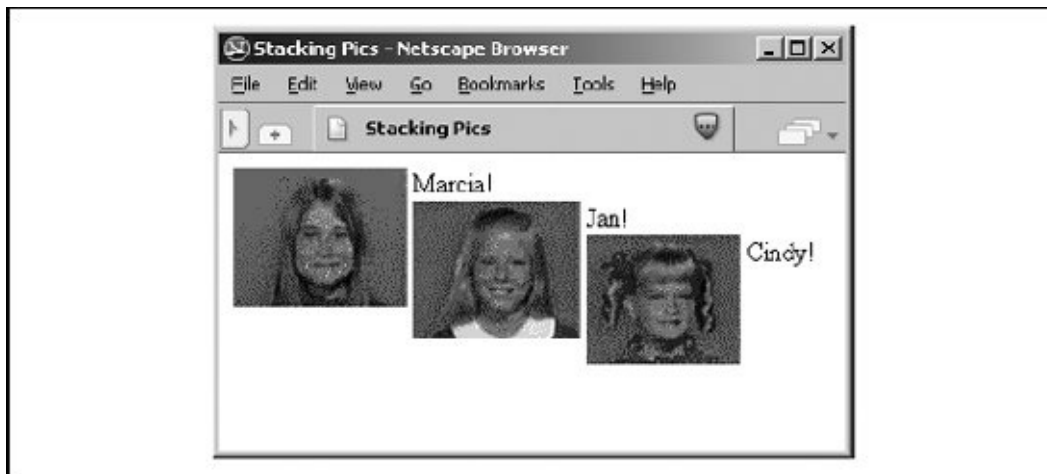 Stacking Pics - Netscape Browser
File Edit View Go Bookmarks Tools Help
Stacking Pics
Marcia!
Jan!
Cindy!